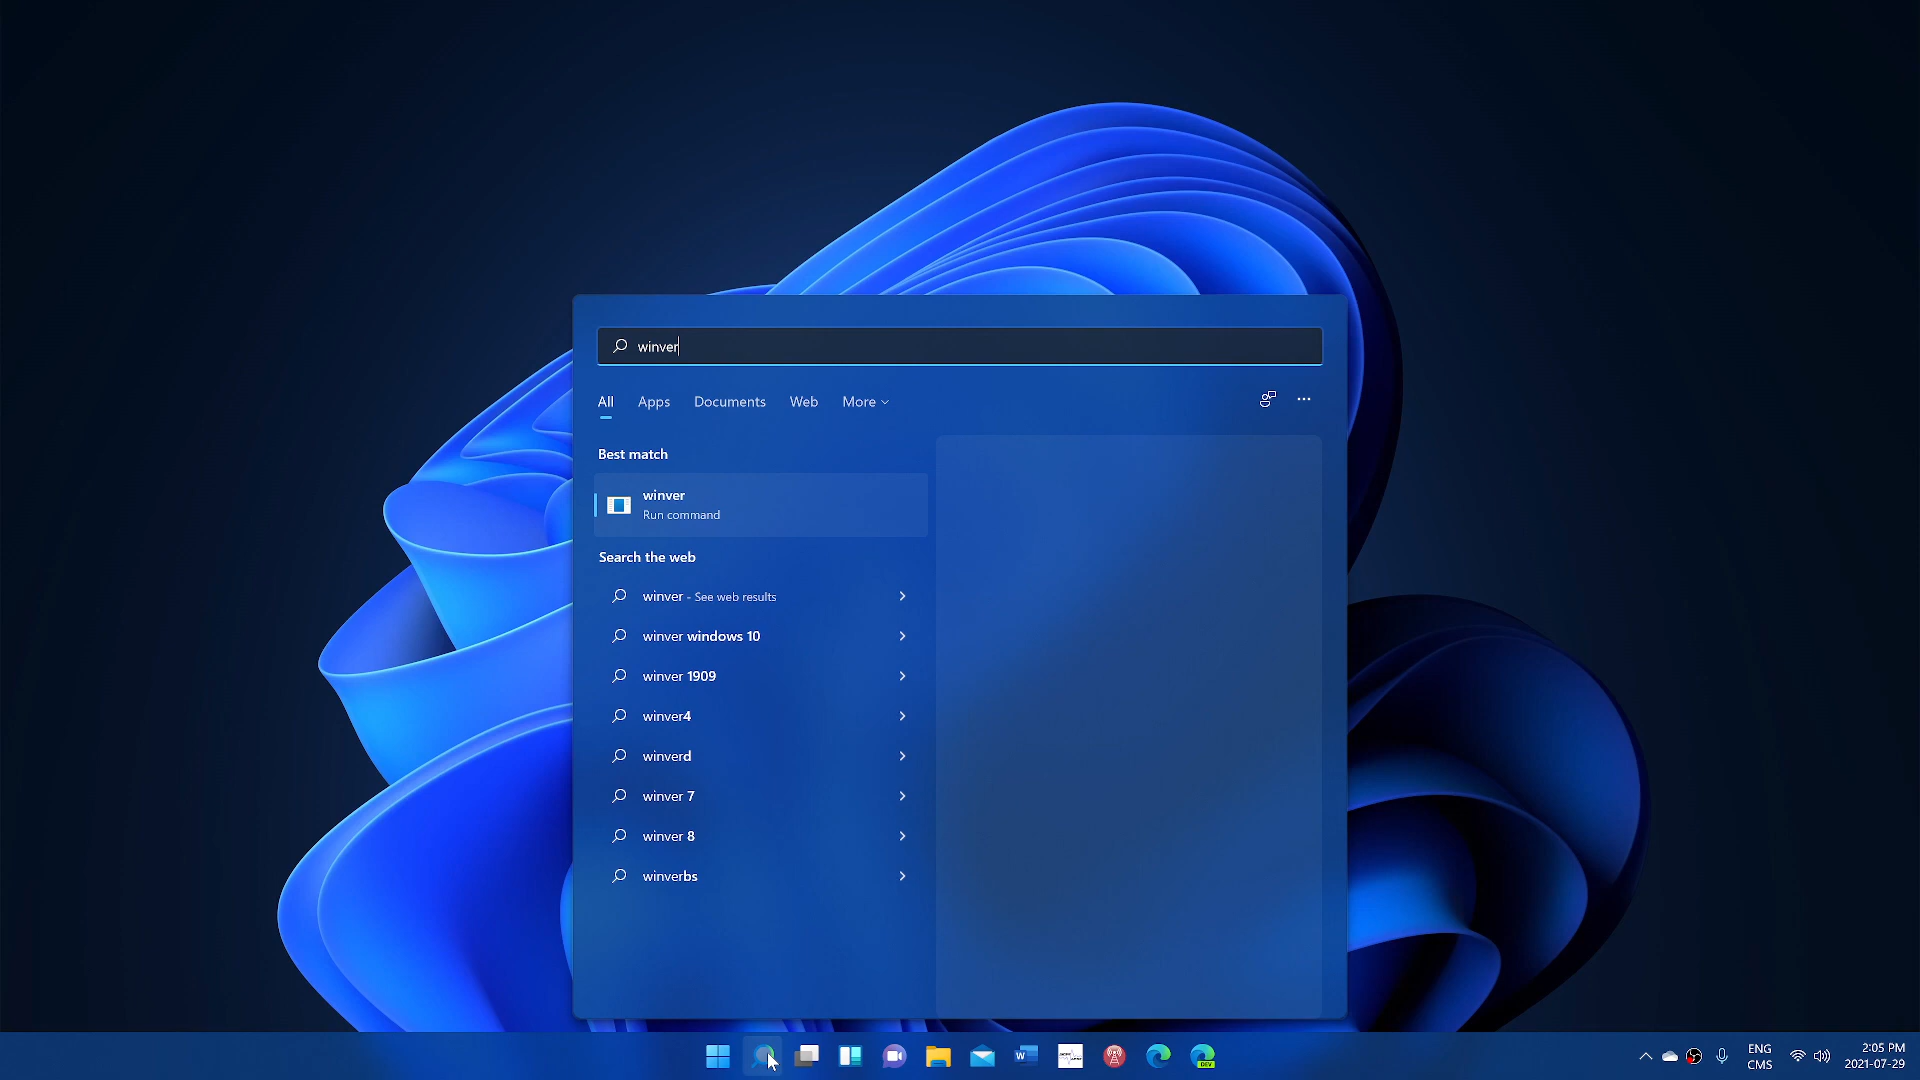 winver
All Apps Documents Web More
Best match
winver
Run command
Search the web
winver - See web results
winver windows 10
winver 1909
winver4
winverd
winver 7
winver 8
winverbs
ENG
CMS
2:05 PM
2021-07-29
W
DEV